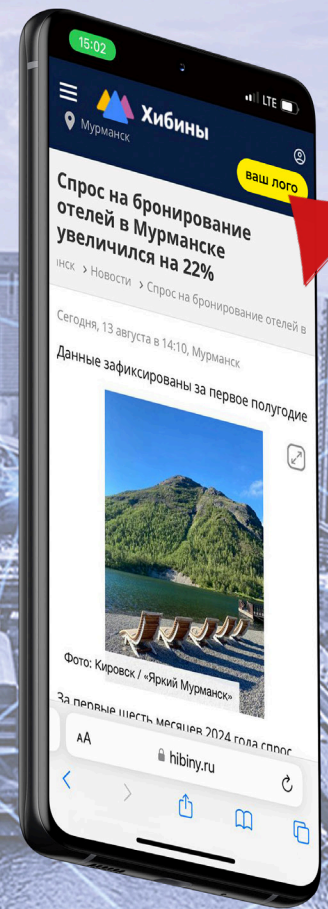 15:02
LTE
Хибины
Мурманск
ваш лого
Спрос на бронирование
отелей в Мурманске
увеличился на 22%
нск > Новости > Спрос на бронирование отелей в
Сегодня, 13 августа в 14:10, Мурманск
Данные зафиксированы за первое полугодие
Фото: Кировск / «Яркий Мурманск»
За первые шесть месяцев 2024 года спрос
AA
hibiny.ru